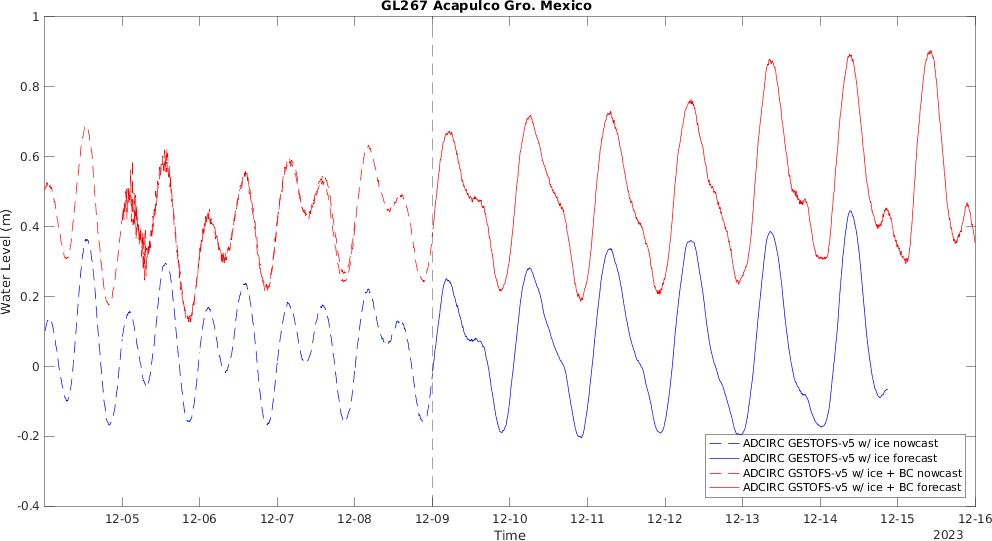 GL267 Acapulco Gro. Mexico
Water Level (m)
1
0.8
0.6
0.4
0.2
0
-0.2
-0.4
ADCIRC GESTOFS-v5 w/ ice nowcast
ADCIRC GESTOFS-v5 w/ ice forecast
ADCIRC GSTOFS-v5 w/ ice + BC nowcast
ADCIRC GSTOFS-v5 w/ ice + BC forecast
12-05 12-06 12-07 12-08 12-09 12-10 12-11 12-12 12-13 12-14 12-15 12-16
Time
2023